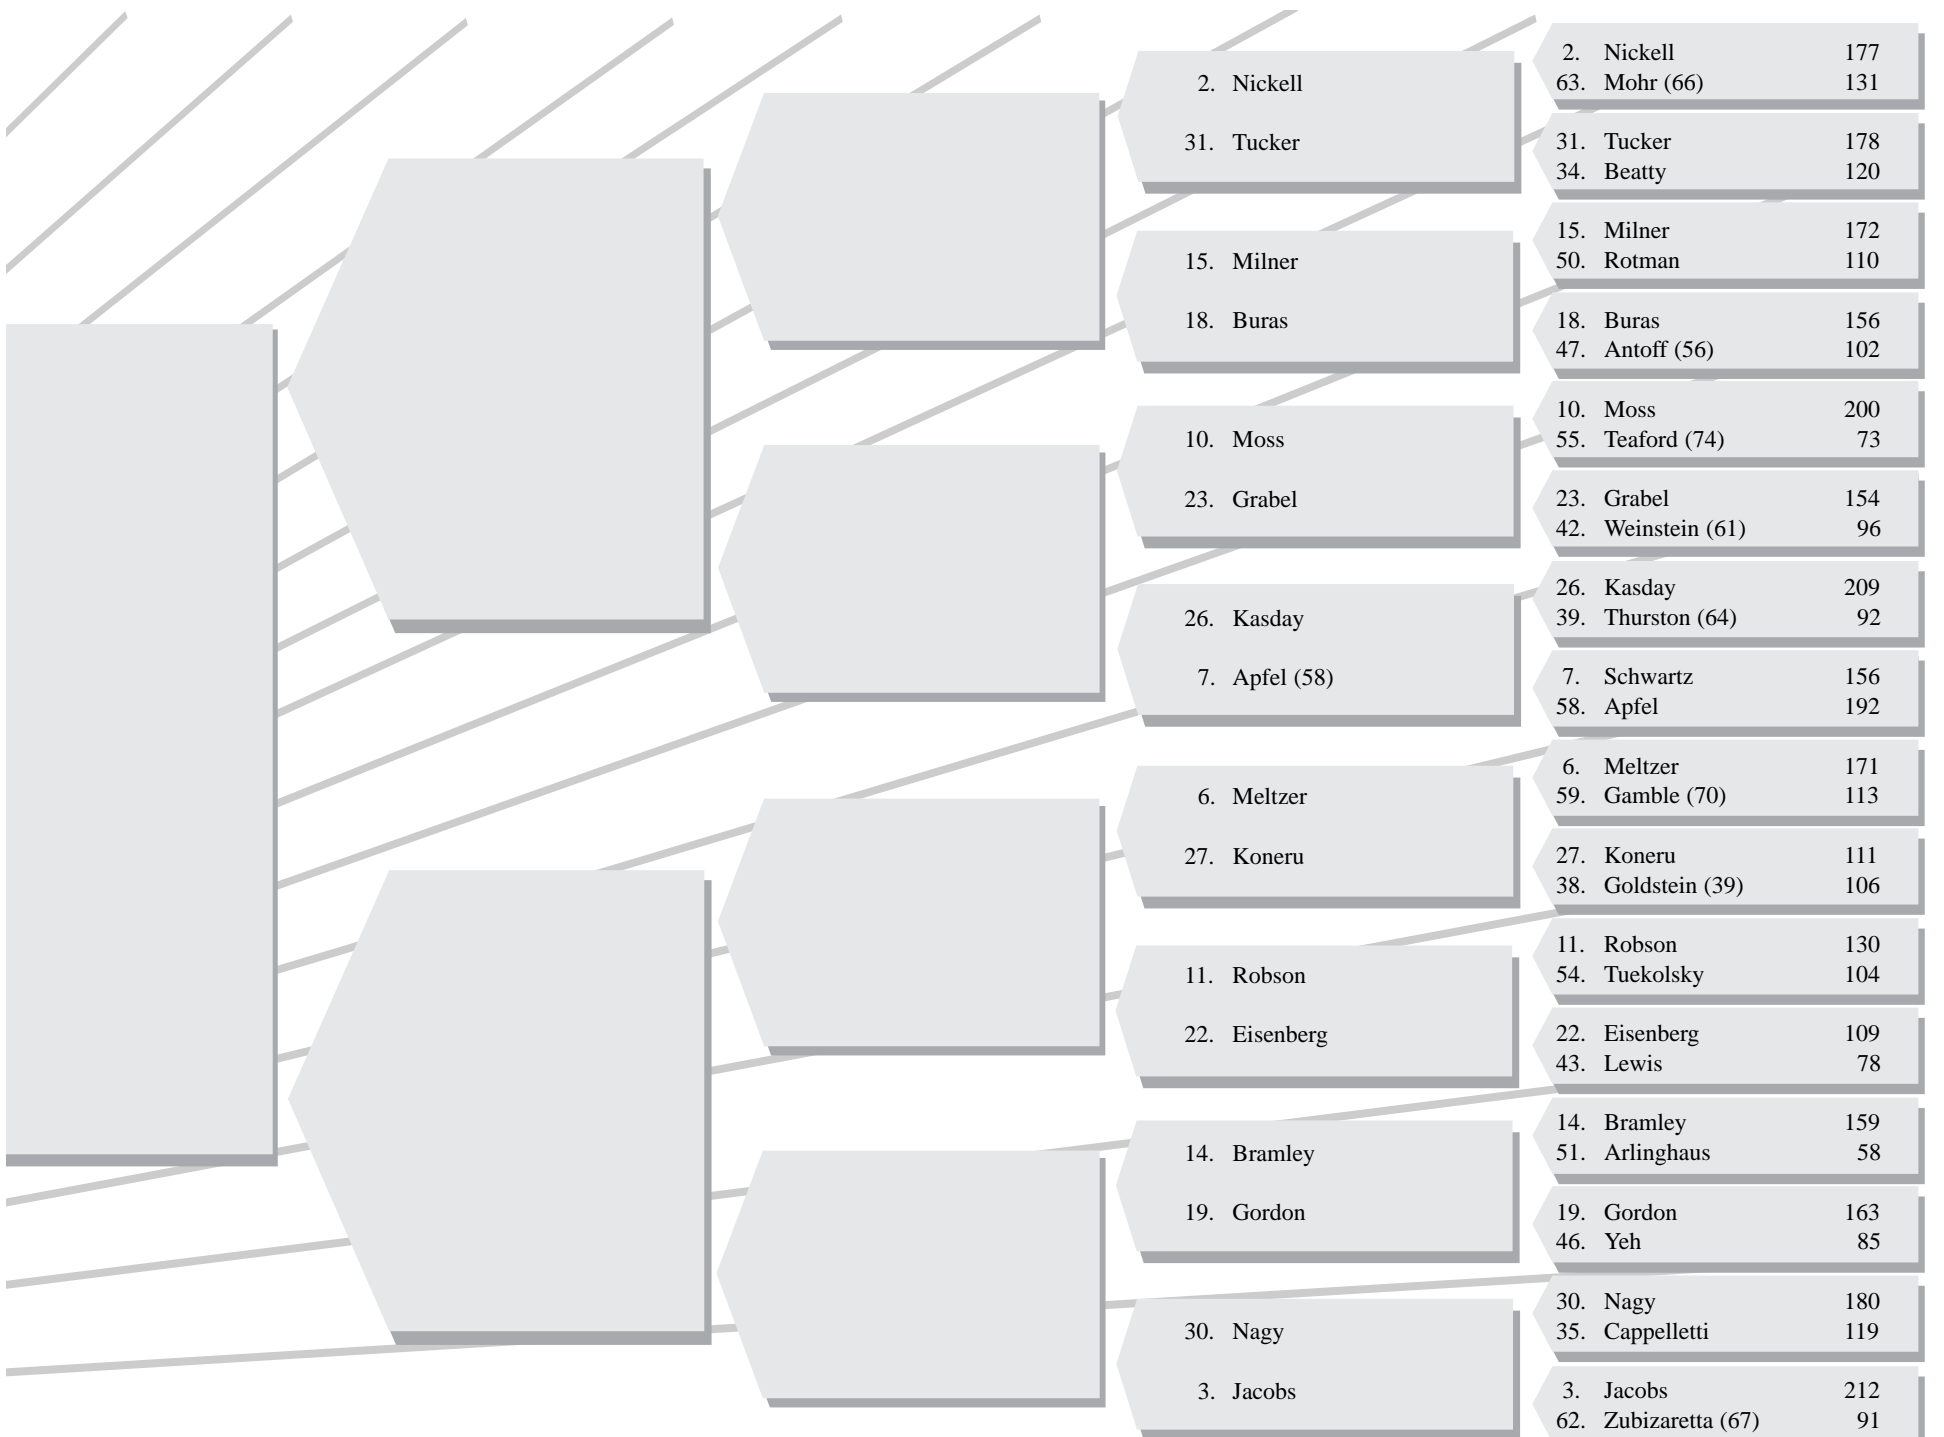 2. Nickell
31. Tucker
15. Milner
18. Buras
10. Moss
23. Grabel
26. Kasday
7. Apfel (58)
6. Meltzer
27. Koneru
11. Robson
22. Eisenberg
14. Bramley
19. Gordon
30. Nagy
3. Jacobs
2. Nickell 177
63. Mohr (66) 131
31. Tucker 178
34. Beatty 120
15. Milner 172
50. Rotman 110
18. Buras 156
47. Antoff (56) 102
10. Moss 200
55. Teaford (74) 73
23. Grabel 154
42. Weinstein (61) 96
26. Kasday 209
39. Thurston (64) 92
7. Schwartz 156
58. Apfel 192
6. Meltzer 171
59. Gamble (70) 113
27. Koneru 111
38. Goldstein (39) 106
11. Robson 130
54. Tuekolsky 104
22. Eisenberg 109
43. Lewis 78
14. Bramley 159
51. Arlinghaus 58
19. Gordon 163
46. Yeh 85
30. Nagy 180
35. Cappelletti 119
3. Jacobs 212
62. Zubizaretta (67) 91